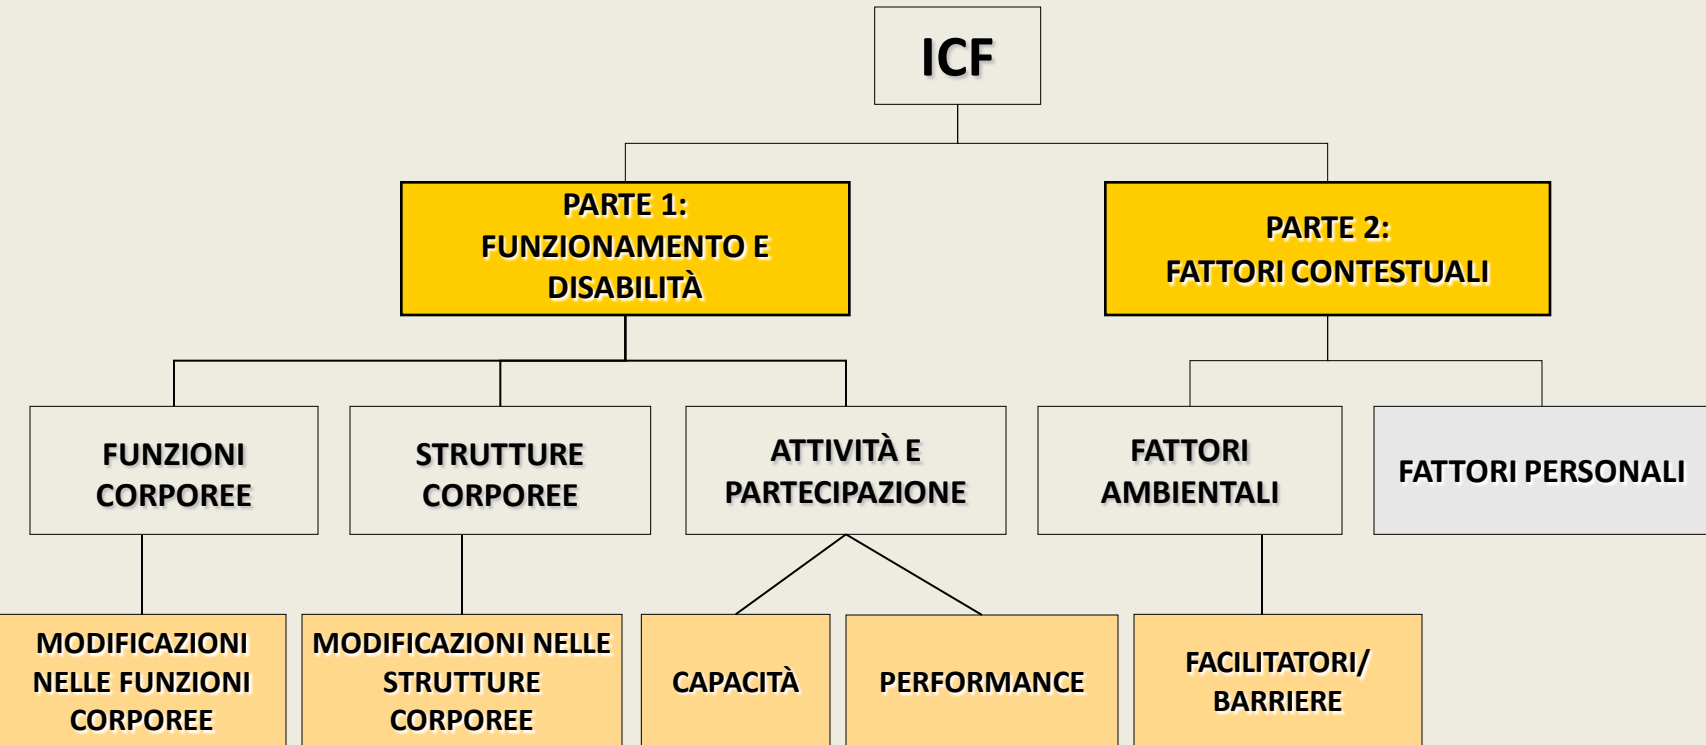 ICF
PARTE 1:
FUNZIONAMENTO E
DISABILITÀ
PARTE 2:
FATTORI CONTESTUALI
FUNZIONI
CORPOREE
STRUTTURE
CORPOREE
ATTIVITÀ E
PARTECIPAZIONE
FATTORI
AMBIENTALI
FATTORI PERSONALI
MODIFICAZIONI
NELLE FUNZIONI
CORPOREE
MODIFICAZIONI NELLE
STRUTTURE
CORPOREE
CAPACITÀ
PERFORMANCE
FACILITATORI/
BARRIERE